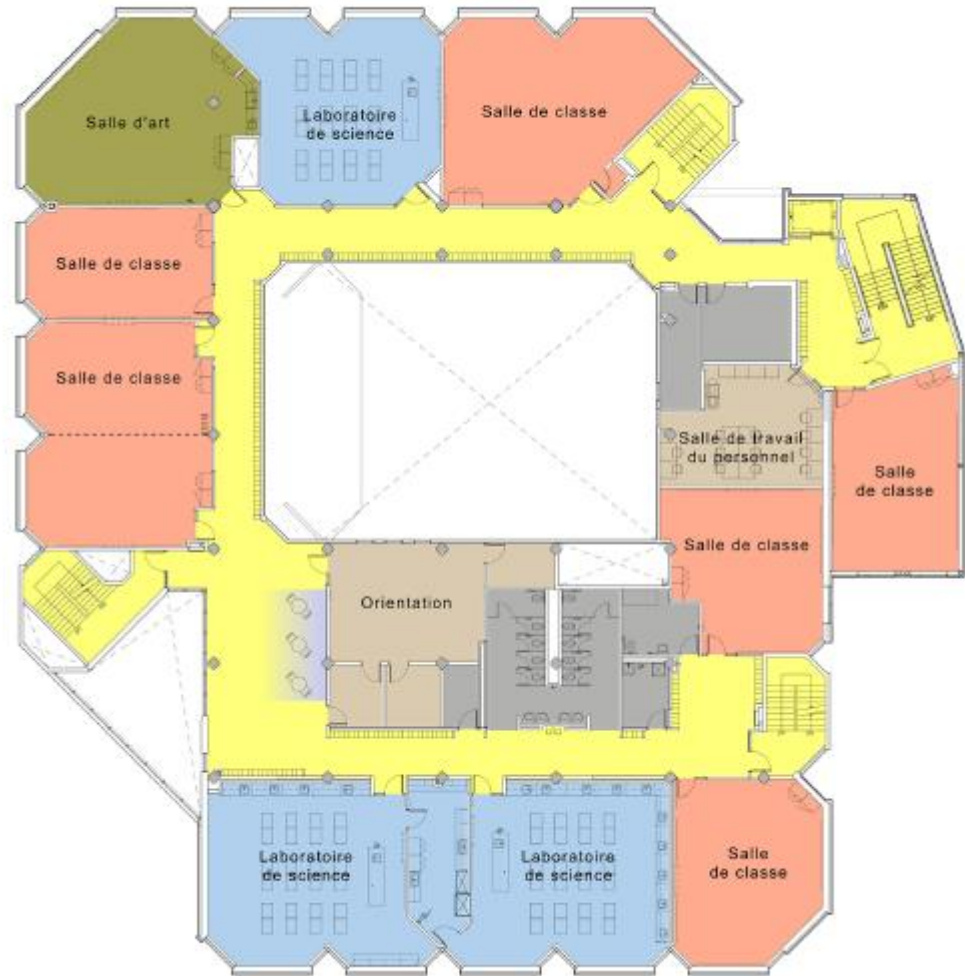 Salle d'art
Laboratoire
de science
Salle de classe
Salle de classe
Salle de classe
Salle de travail
du personnel
Salle
de classe
Salle de classe
Orientation
Laboratoire
de science
Laboratoire
de science
Salle
de classe